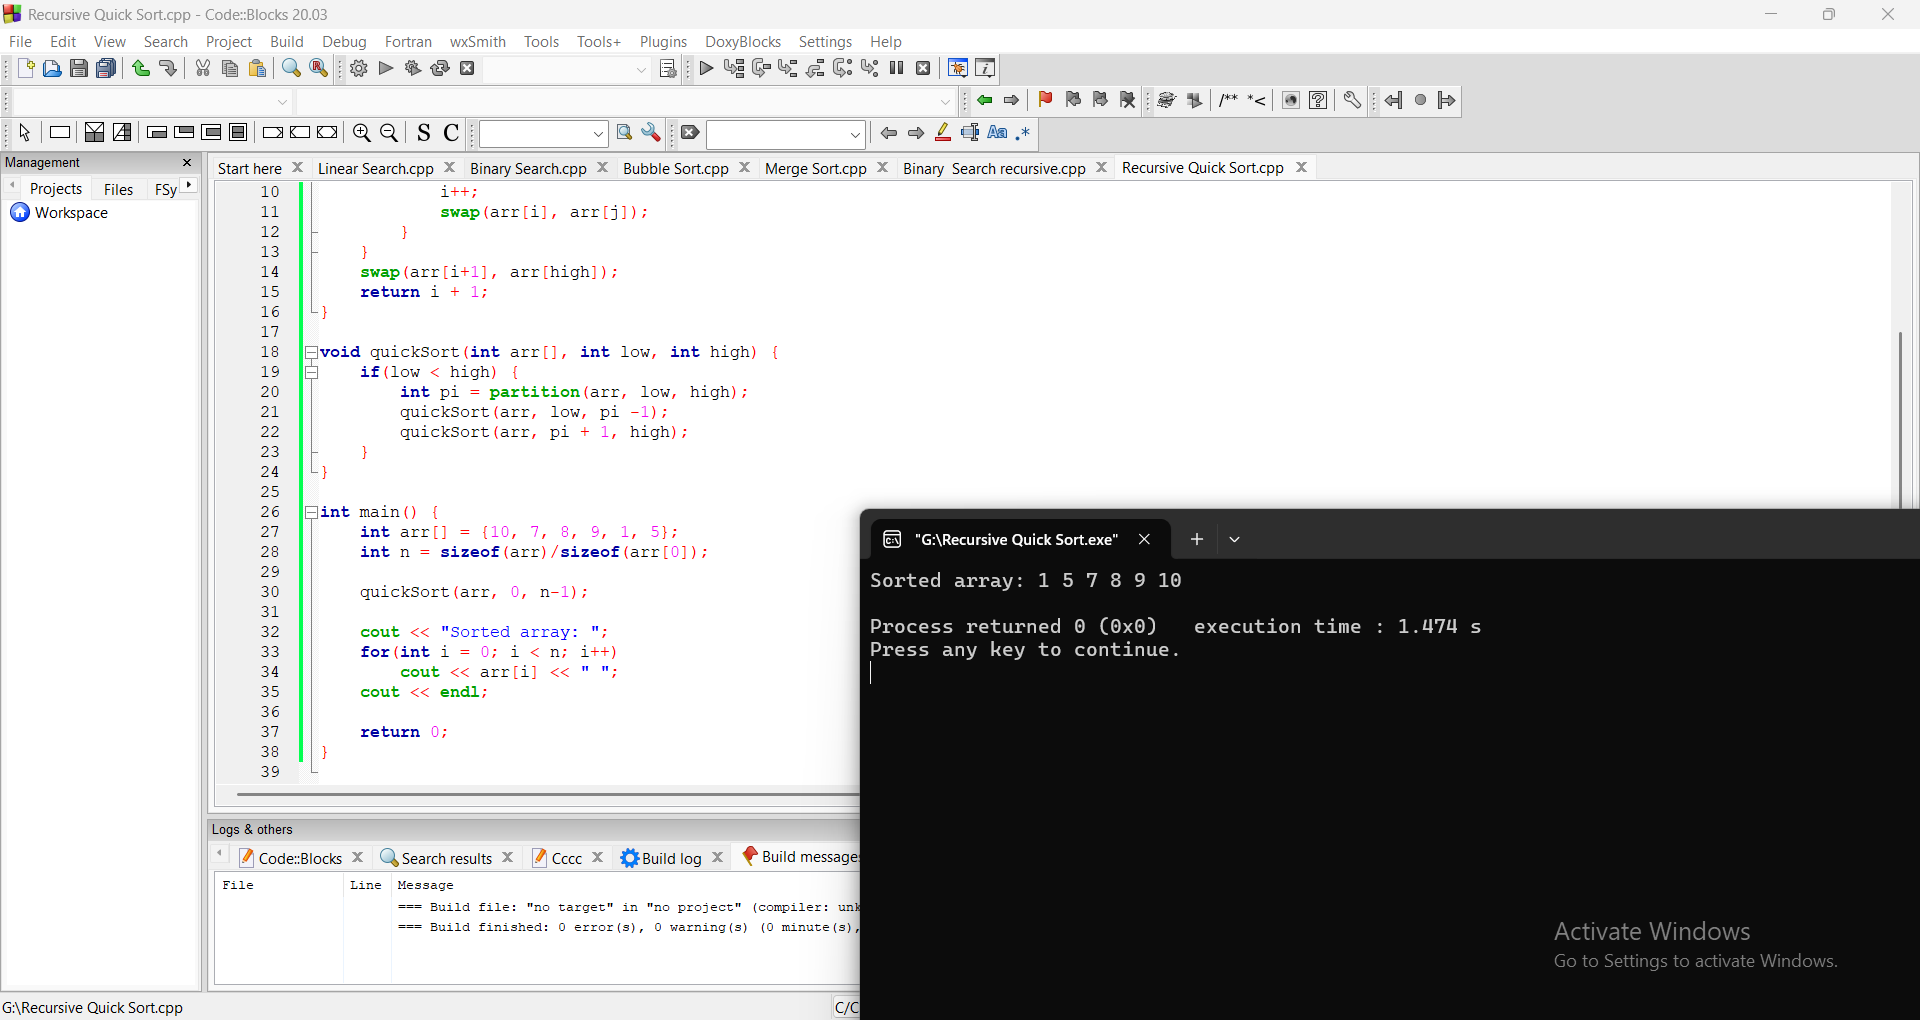 Recursive Quick Sort.cpp - Code::Blocks 20.03
File Edit View Search Project Build Debug Fortran wxSmith Tools Tools+ Plugins DoxyBlocks Settings Help
/** *<
S C
Aa .*
Management
Projects Files FSy
Workspace
Start here Linear Search.cpp Binary Search.cpp Bubble Sort.cpp Merge Sort.cpp Binary Search recursive.cpp Recursive Quick Sort.cpp
10 i++;
11 swap(arr[i], arr[j]);
12 }
13 }
14 swap(arr[i+1], arr[high]);
15 return i + 1;
16 }
17
18 void quickSort(int arr[], int low, int high) {
19 if(low < high) {
20 int pi = partition(arr, low, high);
21 quickSort(arr, low, pi -1);
22 quickSort(arr, pi + 1, high);
23 }
24 }
25
26 int main() {
27 int arr[] = {10, 7, 8, 9, 1, 5};
28 int n = sizeof(arr)/sizeof(arr[0]);
29
30 quickSort(arr, 0, n-1);
31
32 cout << "Sorted array: ";
33 for(int i = 0; i < n; i++)
34 cout << arr[i] << " ";
35 cout << endl;
36
37 return 0;
38 }
39
"G:\Recursive Quick Sort.exe"
Sorted array: 1 5 7 8 9 10
Process returned 0 (0x0) execution time : 1.474 s
Press any key to continue.
Logs & others
Code::Blocks Search results Cccc Build log Build messages
File Line Message
=== Build file: "no target" in "no project" (compiler: unk
=== Build finished: 0 error(s), 0 warning(s) (0 minute(s),
Activate Windows
Go to Settings to activate Windows.
G:\Recursive Quick Sort.cpp C/C